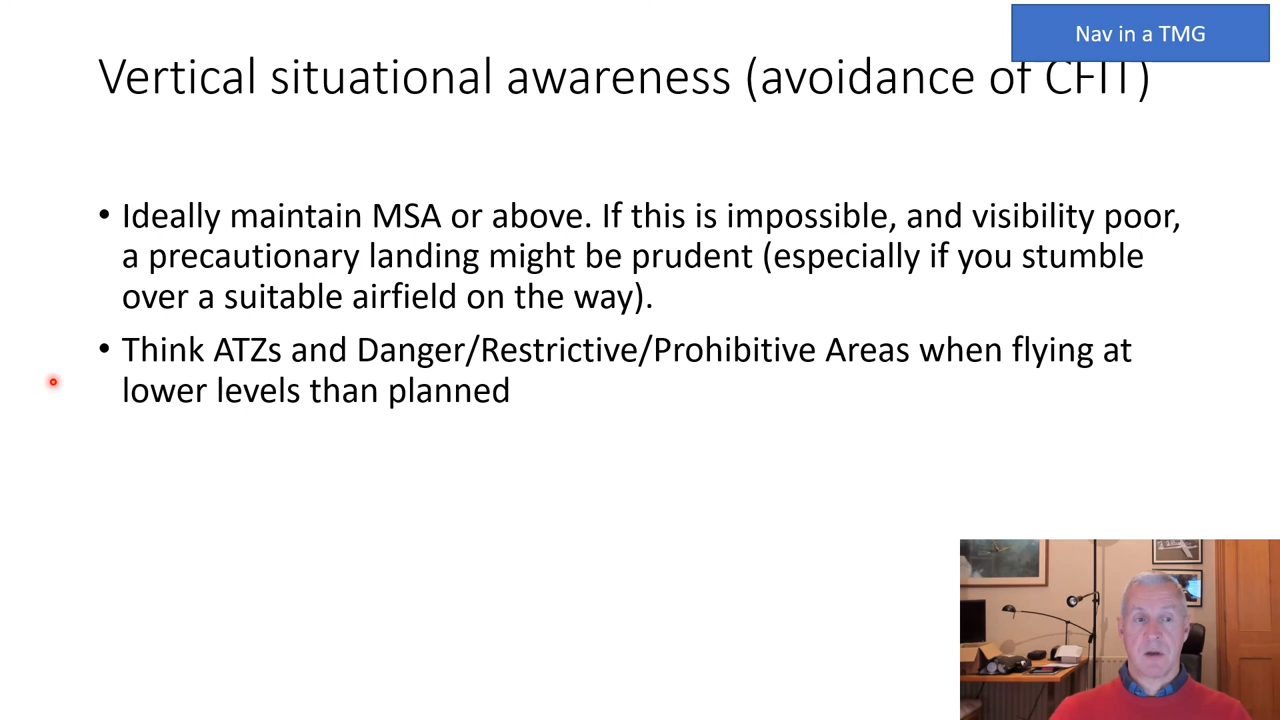 Nav in a TMG
Vertical situational awareness (avoidance of CFIT)
• Ideally maintain MSA or above. If this is impossible, and visibility poor,
a precautionary landing might be prudent (especially if you stumble
over a suitable airfield on the way).
• Think ATZs and Danger/Restrictive/Prohibitive Areas when flying at
lower levels than planned